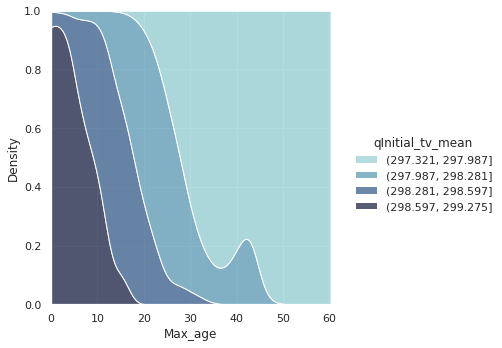 1.0
0.8
0.6
0.4
0.2
0.0
Density
0 10 20 30 40 50 60
Max_age
qInitial_tv_mean
(297.321, 297.987]
(297.987, 298.281]
(298.281, 298.597]
(298.597, 299.275]